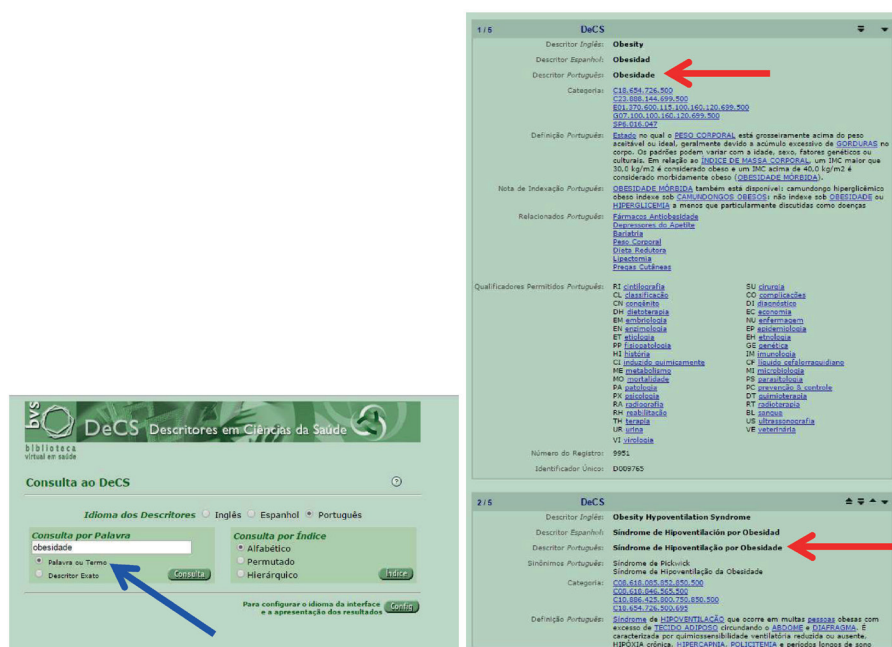 bvs
biblioteca
virtual em saúde
DeCS Descritores em Ciências da Saúde
Consulta ao DeCS
Idioma dos Descritores Inglês Espanhol Português
Consulta por Palavra
obesidade
Palavra ou Termo
Descritor Exato
Consulta
Consulta por Índice
Alfabético
Permutado
Hierárquico
Índice
Para configurar o idioma da interface
e a apresentação dos resultados
Config
1/5 DeCS
Descritor Inglês: Obesity
Descritor Espanhol: Obesidad
Descritor Português: Obesidade
Categoria: C18.654.726.500
C23.888.144.699.500
E01.370.600.115.100.160.120.699.500
G07.100.100.160.120.699.500
SP6.016.047
Definição Português: Estado no qual o PESO CORPORAL está grosseiramente acima do peso
aceitável ou ideal, geralmente devido a acúmulo excessivo de GORDURAS no
corpo. Os padrões podem variar com a idade, sexo, fatores genéticos ou
culturais. Em relação ao ÍNDICE DE MASSA CORPORAL, um IMC maior que
30,0 kg/m2 é considerado obeso e um IMC acima de 40,0 kg/m2 é
considerado morbidamente obeso (OBESIDADE MÓRBIDA).
Nota de Indexação Português: OBESIDADE MÓRBIDA também está disponível; camundongo hiperglicêmico
obeso indexe sob CAMUNDONGOS OBESOS; não indexe sob OBESIDADE ou
HIPERGLICEMIA a menos que particularmente discutidas como doenças
Relacionados Português: Fármacos Antiobesidade
Depressores do Apetite
Bariatria
Peso Corporal
Dieta Redutora
Lipectomia
Pregas Cutâneas
Qualificadores Permitidos Português: RI cintilografia SU cirurgia
CL classificação CO complicações
CN congênito DI diagnóstico
DH dietoterapia EC economia
EM embriologia NU enfermagem
EN enzimologia EP epidemiologia
ET etiologia EH etnologia
PP fisiopatologia GE genética
HI história IM imunologia
CI induzido quimicamente CF líquido cefalorraquidiano
ME metabolismo MI microbiologia
MO mortalidade PS parasitologia
PA patologia PC prevenção & controle
PX psicologia DT quimioterapia
RA radiografia RT radioterapia
RH reabilitação BL sangue
TH terapia US ultrassonografia
UR urina VE veterinária
VI virologia
Número do Registro: 9951
Identificador Único: D009765
2/5 DeCS
Descritor Inglês: Obesity Hypoventilation Syndrome
Descritor Espanhol: Síndrome de Hipoventilación por Obesidad
Descritor Português: Síndrome de Hipoventilação por Obesidade
Sinônimos Português: Síndrome de Pickwick
Síndrome de Hipoventilação da Obesidade
Categoria: C08.618.085.852.850.500
C08.618.846.565.500
C10.886.425.800.750.850.500
C18.654.726.500.695
Definição Português: Síndrome de HIPOVENTILAÇÃO que ocorre em muitas pessoas obesas com
excesso de TECIDO ADIPOSO circundando o ABDOME e DIAFRAGMA. É
caracterizada por quimiossensibilidade ventilatória reduzida ou ausente,
HIPÓXIA crônica, HIPERCAPNIA, POLICITEMIA e períodos longos de sono